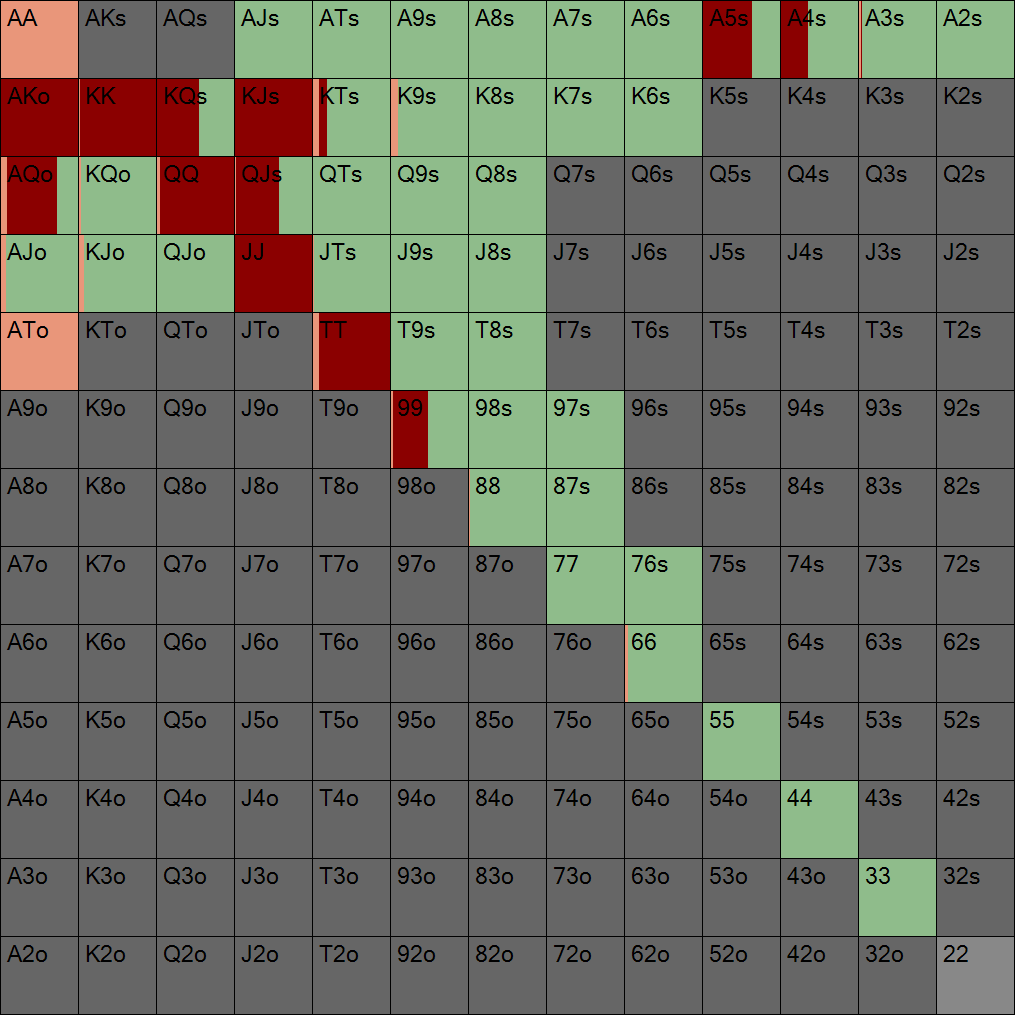 AA AKs AQs AJs ATs A9s A8s A7s A6s A5s A4s A3s A2s
AKo KK KQs KJs KTs K9s K8s K7s K6s K5s K4s K3s K2s
AQo KQo QQ QJs QTs Q9s Q8s Q7s Q6s Q5s Q4s Q3s Q2s
AJo KJo QJo JJ JTs J9s J8s J7s J6s J5s J4s J3s J2s
ATo KTo QTo JTo TT T9s T8s T7s T6s T5s T4s T3s T2s
A9o K9o Q9o J9o T9o 99 98s 97s 96s 95s 94s 93s 92s
A8o K8o Q8o J8o T8o 98o 88 87s 86s 85s 84s 83s 82s
A7o K7o Q7o J7o T7o 97o 87o 77 76s 75s 74s 73s 72s
A6o K6o Q6o J6o T6o 96o 86o 76o 66 65s 64s 63s 62s
A5o K5o Q5o J5o T5o 95o 85o 75o 65o 55 54s 53s 52s
A4o K4o Q4o J4o T4o 94o 84o 74o 64o 54o 44 43s 42s
A3o K3o Q3o J3o T3o 93o 83o 73o 63o 53o 43o 33 32s
A2o K2o Q2o J2o T2o 92o 82o 72o 62o 52o 42o 32o 22